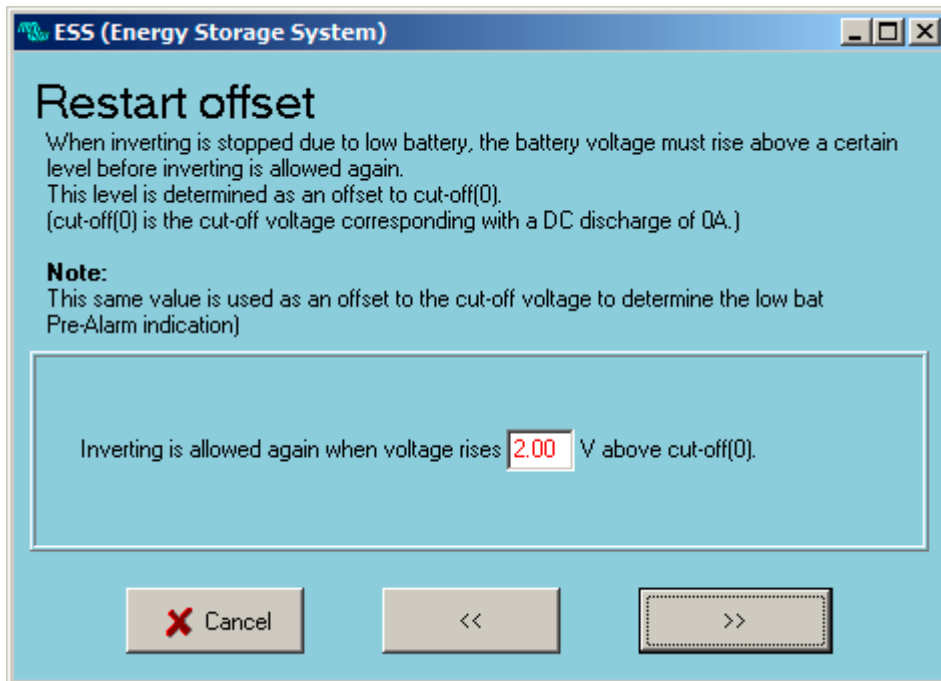 ESS (Energy Storage System)
Restart offset
When inverting is stopped due to low battery, the battery voltage must rise above a certain
level before inverting is allowed again.
This level is determined as an offset to cut-off(0).
(cut-off(0) is the cut-off voltage corresponding with a DC discharge of 0A.)
Note:
This same value is used as an offset to the cut-off voltage to determine the low bat
Pre-Alarm indication)
Inverting is allowed again when voltage rises 2.00 V above cut-off(0).
Cancel << >>